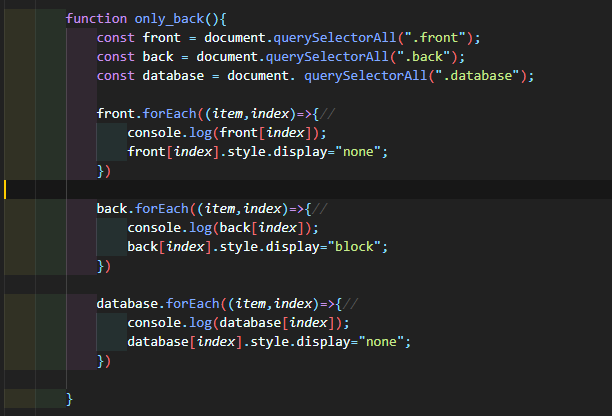 function only_back(){
const front = document.querySelectorAll(".front");
const back = document.querySelectorAll(".back");
const database = document. querySelectorAll(".database");
front.forEach((item,index)=>{//
console.log(front[index]);
front[index].style.display="none";
})
back.forEach((item,index)=>{//
console.log(back[index]);
back[index].style.display="block";
})
database.forEach((item,index)=>{//
console.log(database[index]);
database[index].style.display="none";
})
}